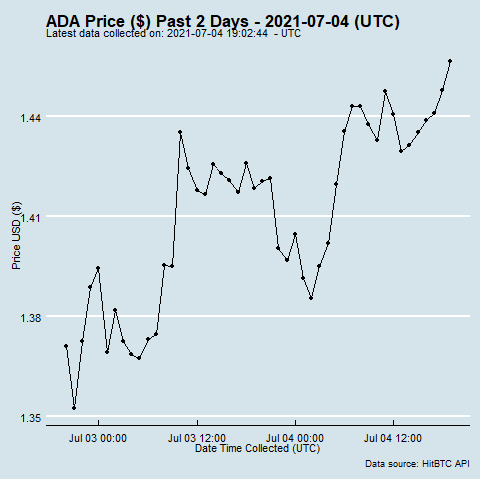 ADA Price ($) Past 2 Days - 2021-07-04 (UTC)
Latest data collected on: 2021-07-04 19:02:44 - UTC
1.44
1.41
1.38
1.35
Price USD ($)
Jul 03 00:00 Jul 03 12:00 Jul 04 00:00 Jul 04 12:00
Date Time Collected (UTC)
Data source: HitBTC API